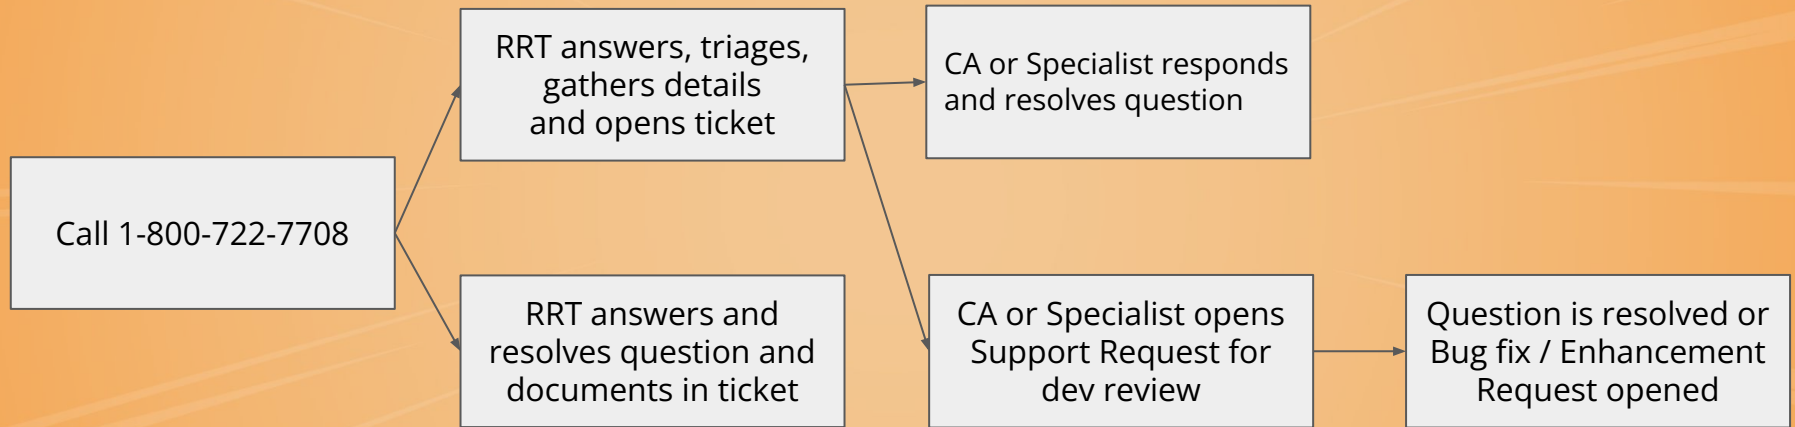 Call 1-800-722-7708
RRT answers, triages,
gathers details
and opens ticket
CA or Specialist responds
and resolves question
RRT answers and
resolves question and
documents in ticket
CA or Specialist opens
Support Request for
dev review
Question is resolved or
Bug fix / Enhancement
Request opened